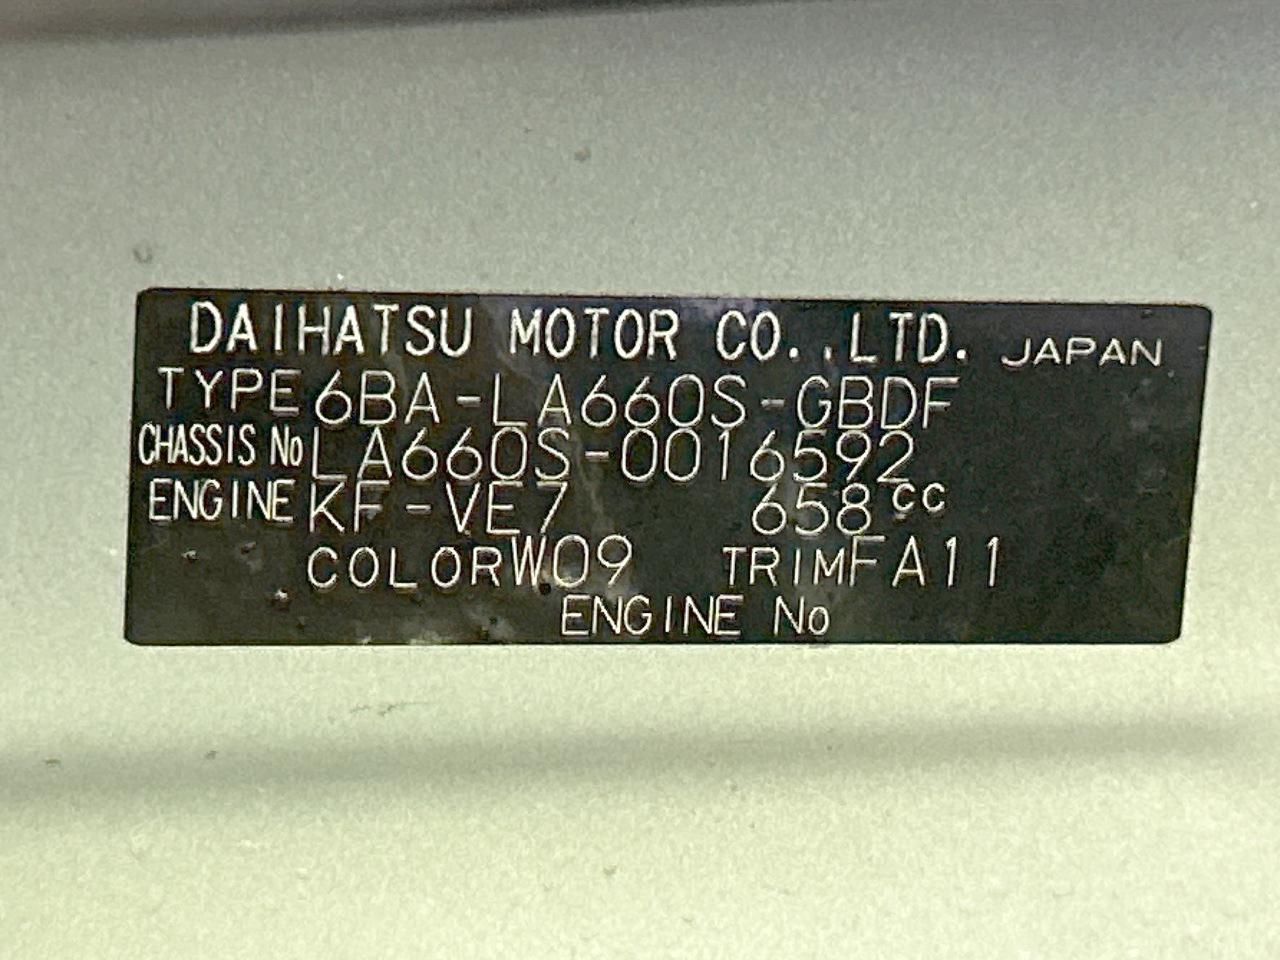 DAIHATSU MOTOR CO.,LTD. JAPAN
TYPE 6BA-LA660S-GBDF
CHASSIS No LA660S-0016592
ENGINE KF-VE7 658cc
COLOR W09 TRIM FA11
ENGINE No